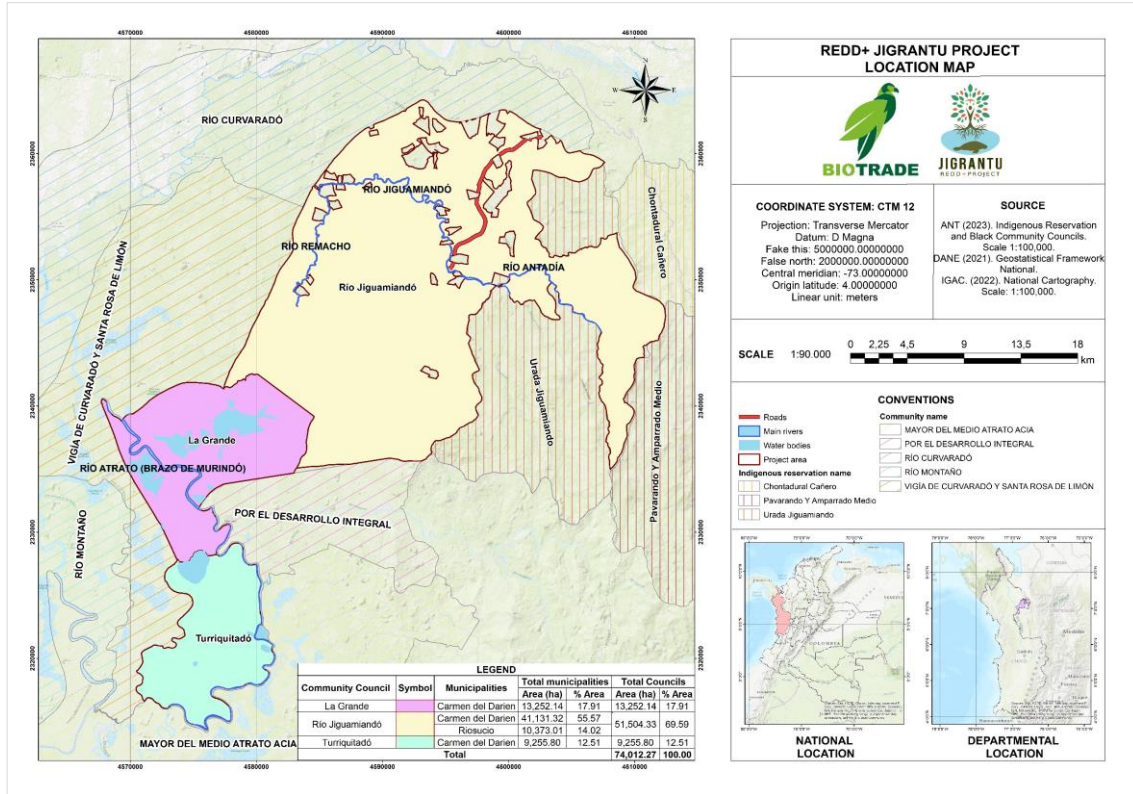 4570000 4580000 4590000 4600000 4610000
2360000
2350000
2340000
2330000
2320000
N
W E
S
RÍO CURVARADÓ
RÍO JIGUAMIANDÓ
RÍO REMACHO
RÍO ANTADÍA
Río Jiguamiandó
Chontadural Cañero
Urada Jiguamiando
Pavarando Y Amparrado Medio
VIGÍA DE CURVARADÓ Y SANTA ROSA DE LIMÓN
La Grande
RÍO ATRATO (BRAZO DE MURINDÓ)
POR EL DESARROLLO INTEGRAL
RÍO MONTAÑO
Turriquitadó
MAYOR DEL MEDIO ATRATO ACIA
LEGEND
Community Council Symbol Municipalities Total municipalities Total Councils
Area (ha) % Area Area (ha) % Area
La Grande Carmen del Darien 13,252.14 17.91 13,252.14 17.91
Río Jiguamiandó Carmen del Darien 41,131.32 55.57 51,504.33 69.59
Riosucio 10,373.01 14.02
Turriquitadó Carmen del Darien 9,255.80 12.51 9,255.80 12.51
Total 74,012.27 100.00
4570000 4580000 4590000 4600000 4610000
REDD+ JIGRANTU PROJECT
LOCATION MAP
BIOTRADE
JIGRANTU
REDD+PROJECT
COORDINATE SYSTEM: CTM 12
Projection: Transverse Mercator
Datum: D Magna
Fake this: 5000000.00000000
False north: 2000000.00000000
Central meridian: -73.00000000
Origin latitude: 4.00000000
Linear unit: meters
SOURCE
ANT (2023). Indigenous Reservation
and Black Community Councils.
Scale 1:100,000.
DANE (2021). Geostatistical Framework
National.
IGAC. (2022). National Cartography.
Scale: 1:100,000.
SCALE 1:90.000
0 2,25 4,5 9 13,5 18
km
CONVENTIONS
Roads
Main rivers
Water bodies
Project area
Indigenous reservation name
Chontadural Cañero
Pavarando Y Amparrado Medio
Urada Jiguamiando
Community name
MAYOR DEL MEDIO ATRATO ACIA
POR EL DESARROLLO INTEGRAL
RÍO CURVARADÓ
RÍO MONTAÑO
VIGÍA DE CURVARADÓ Y SANTA ROSA DE LIMÓN
COLOMBIA
NATIONAL
LOCATION
DEPARTMENTAL
LOCATION